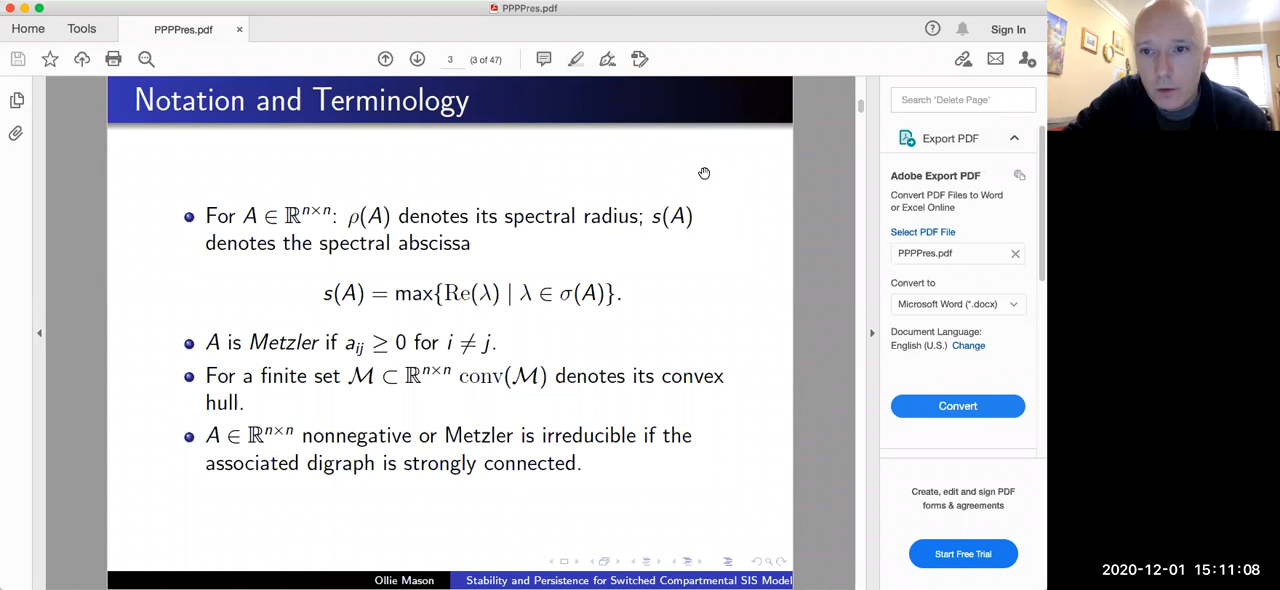 PPPPres.pdf
Home Tools PPPPres.pdf × Sign In
3 (3 of 47)
Notation and Terminology
For A ∈ ℝⁿˣⁿ: ρ(A) denotes its spectral radius; s(A)
denotes the spectral abscissa
s(A) = max{Re(λ) | λ ∈ σ(A)}.
A is Metzler if aᵢⱼ ≥ 0 for i ≠ j.
For a finite set ℳ ⊂ ℝⁿˣⁿ conv(ℳ) denotes its convex
hull.
A ∈ ℝⁿˣⁿ nonnegative or Metzler is irreducible if the
associated digraph is strongly connected.
Ollie Mason Stability and Persistence for Switched Compartmental SIS Model
Search 'Delete Page'
Export PDF
Adobe Export PDF
Convert PDF Files to Word
or Excel Online
Select PDF File
PPPPres.pdf
Convert to
Microsoft Word (*.docx)
Document Language:
English (U.S.) Change
Convert
Create, edit and sign PDF
forms & agreements
Start Free Trial
2020-12-01 15:11:08